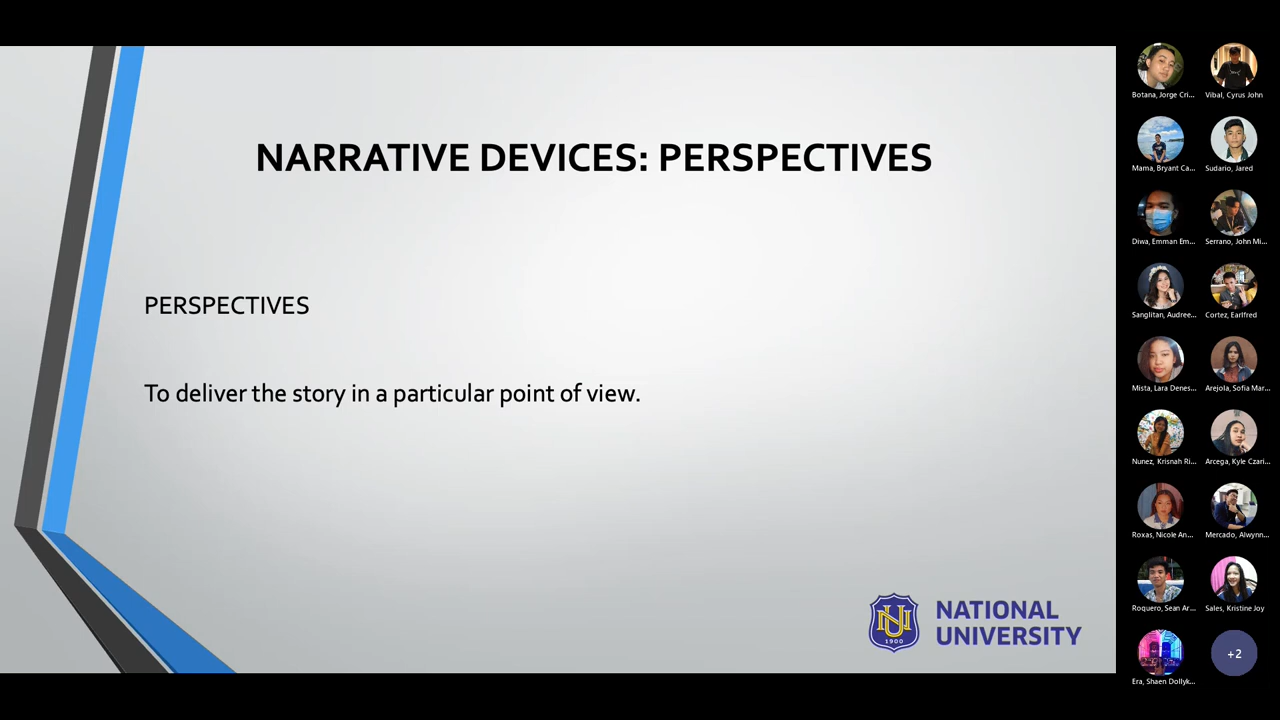 NARRATIVE DEVICES: PERSPECTIVES
PERSPECTIVES
To deliver the story in a particular point of view.
NU
1900
NATIONAL
UNIVERSITY
Botana, Jorge Cri...
Vibal, Cyrus John
Mama, Bryant Ca...
Sudario, Jared
Diwa, Emman Em...
Serrano, John Mi...
Sanglitan, Audree...
Cortez, Earlfred
Mista, Lara Denes...
Arejola, Sofia Mar...
Nunez, Krisnah Ri...
Arcega, Kyle Czari...
Roxas, Nicole An...
Mercado, Alwynn...
Roquero, Sean Ar...
Sales, Kristine Joy
Era, Shaen Dollyk...
+2